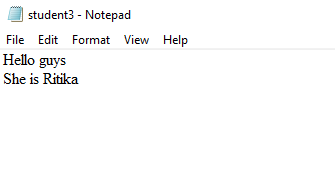 student3 - Notepad
File Edit Format View Help
Hello guys
She is Ritika